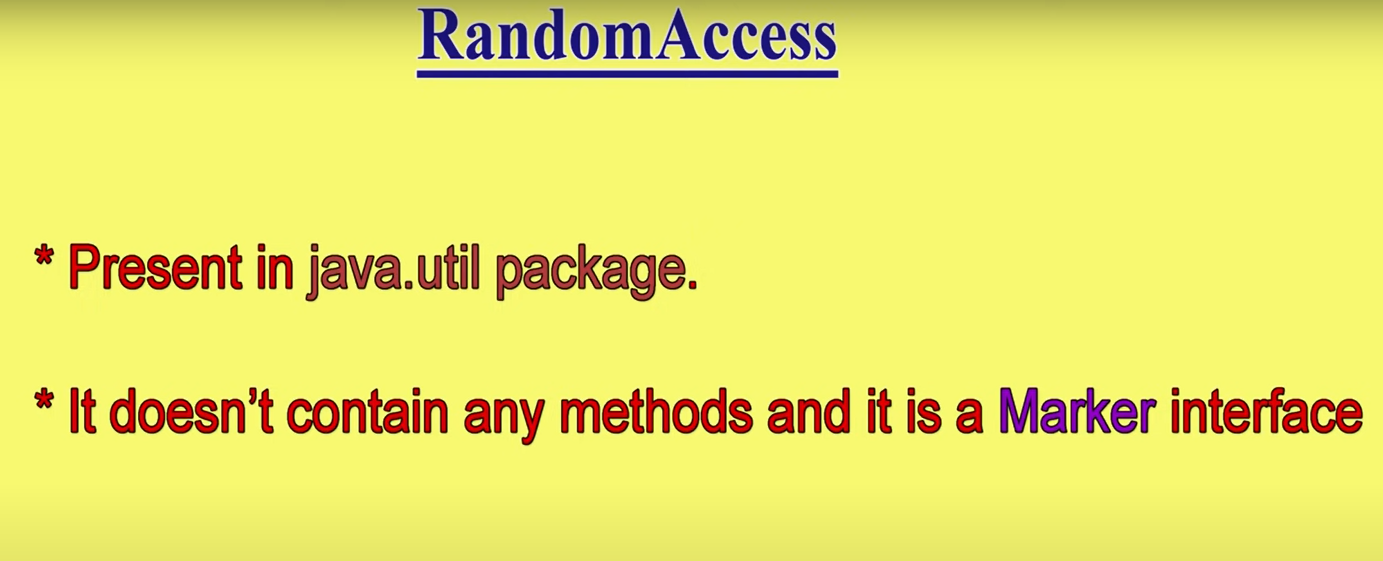 RandomAccess
* Present in java.util package.
* It doesn’t contain any methods and it is a Marker interface